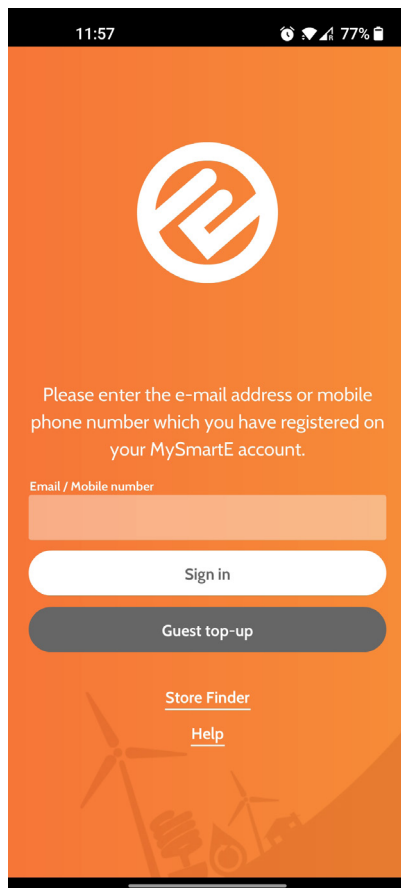 11:57
77%
Please enter the e-mail address or mobile
phone number which you have registered on
your MySmartE account.
Email / Mobile number
Sign in
Guest top-up
Store Finder
Help